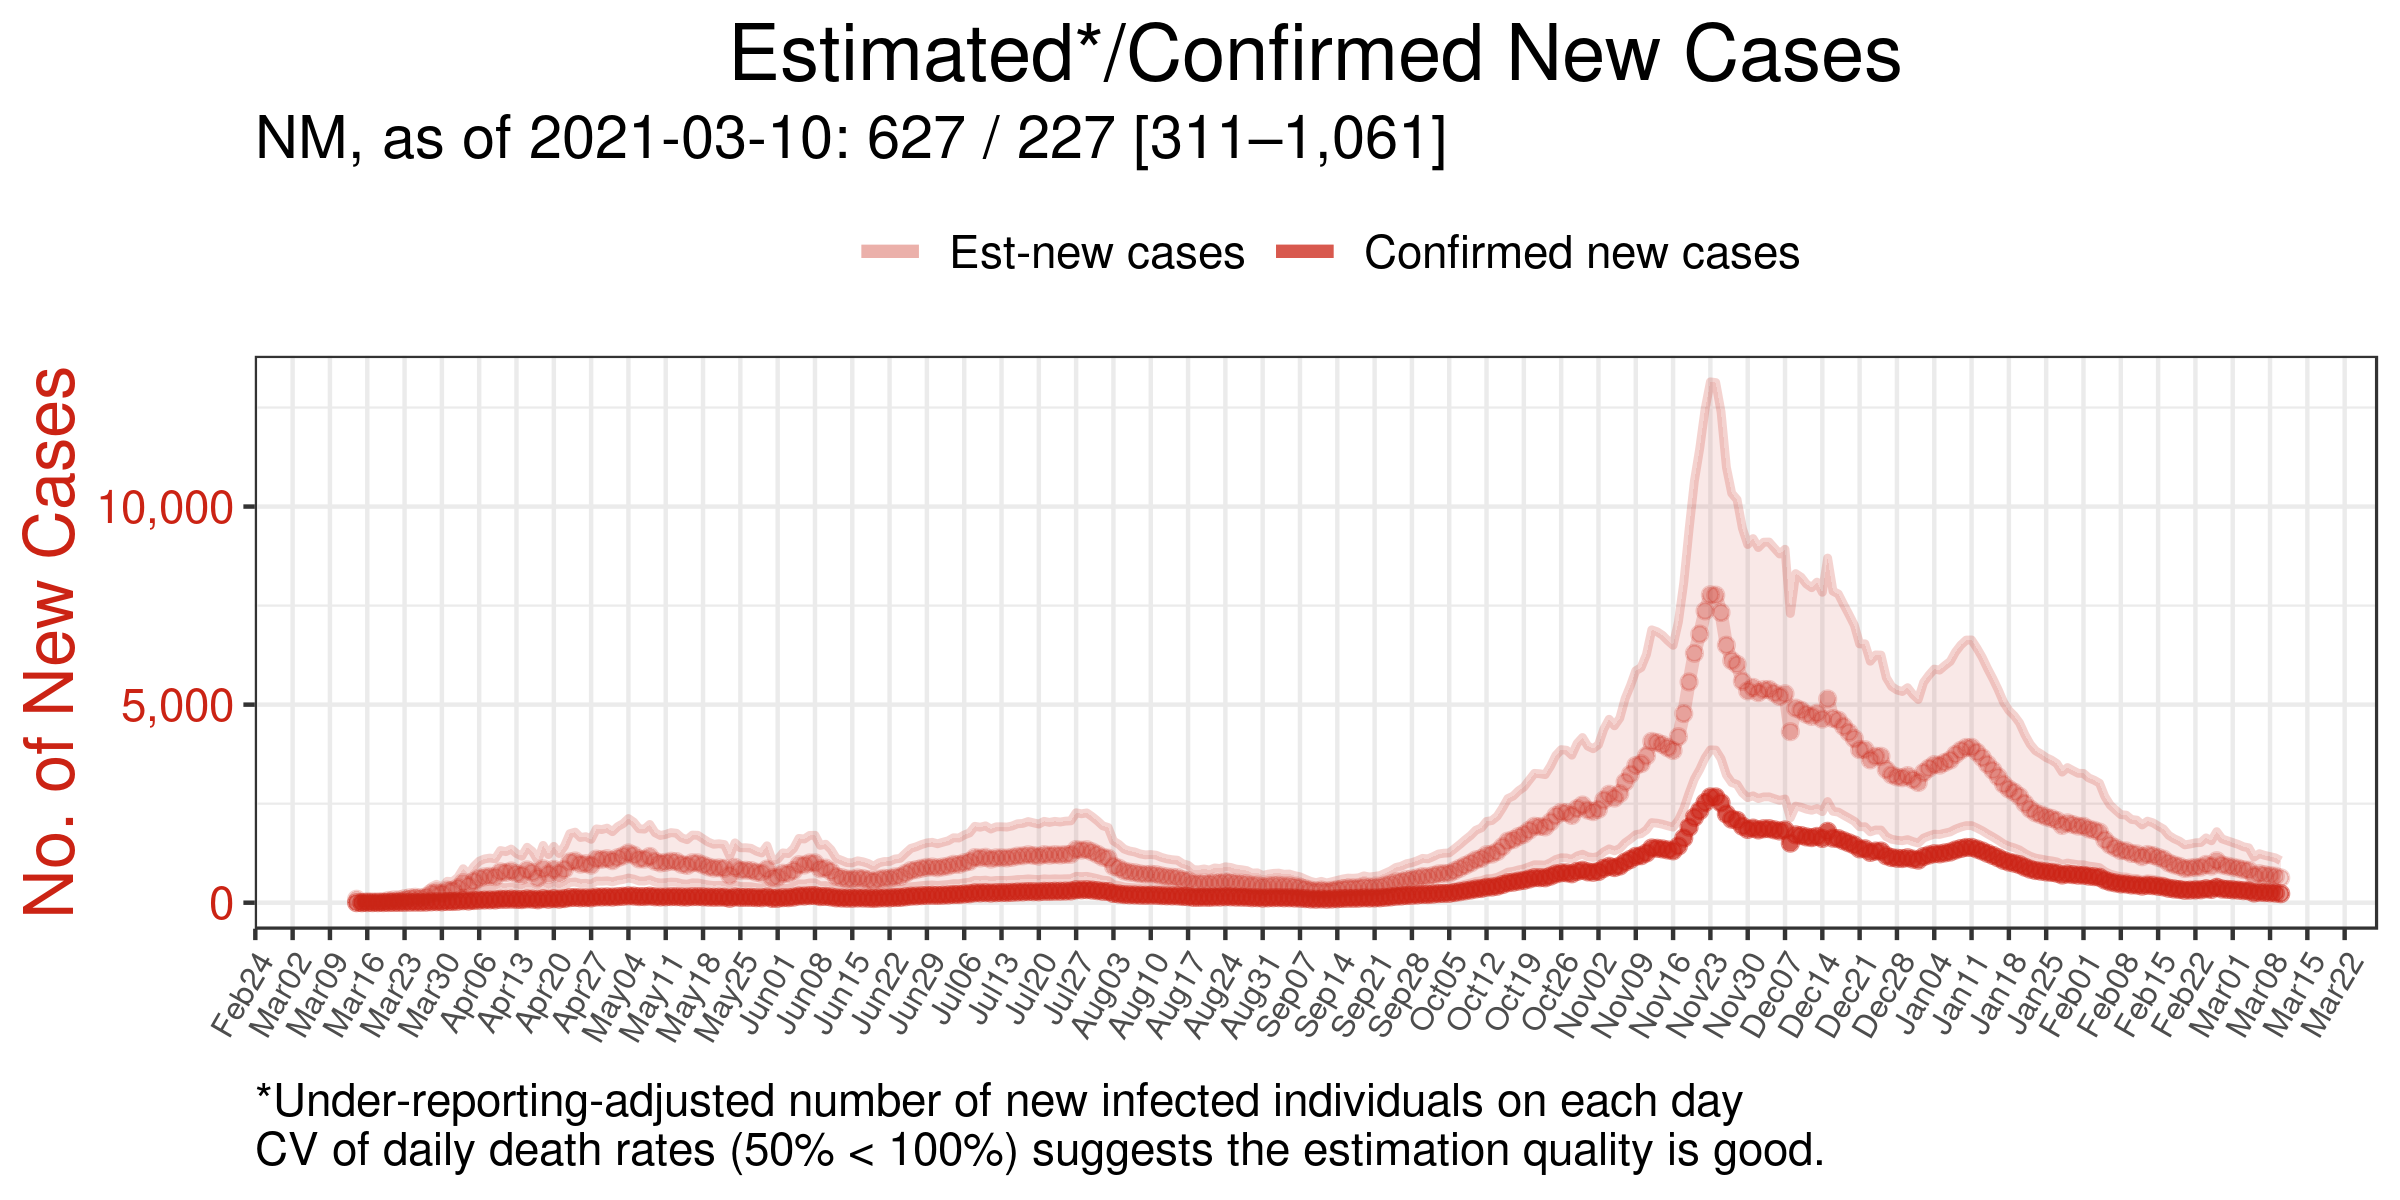 Estimated*/Confirmed New Cases
NM, as of 2021-03-10: 627 / 227 [311–1,061]
Est-new cases
Confirmed new cases
No. of New Cases
10,000
5,000
0
Feb24
Mar02
Mar09
Mar16
Mar23
Mar30
Apr06
Apr13
Apr20
Apr27
May04
May11
May18
May25
Jun01
Jun08
Jun15
Jun22
Jun29
Jul06
Jul13
Jul20
Jul27
Aug03
Aug10
Aug17
Aug24
Aug31
Sep07
Sep14
Sep21
Sep28
Oct05
Oct12
Oct19
Oct26
Nov02
Nov09
Nov16
Nov23
Nov30
Dec07
Dec14
Dec21
Dec28
Jan04
Jan11
Jan18
Jan25
Feb01
Feb08
Feb15
Feb22
Mar01
Mar08
Mar15
Mar22
*Under-reporting-adjusted number of new infected individuals on each day
CV of daily death rates (50% < 100%) suggests the estimation quality is good.